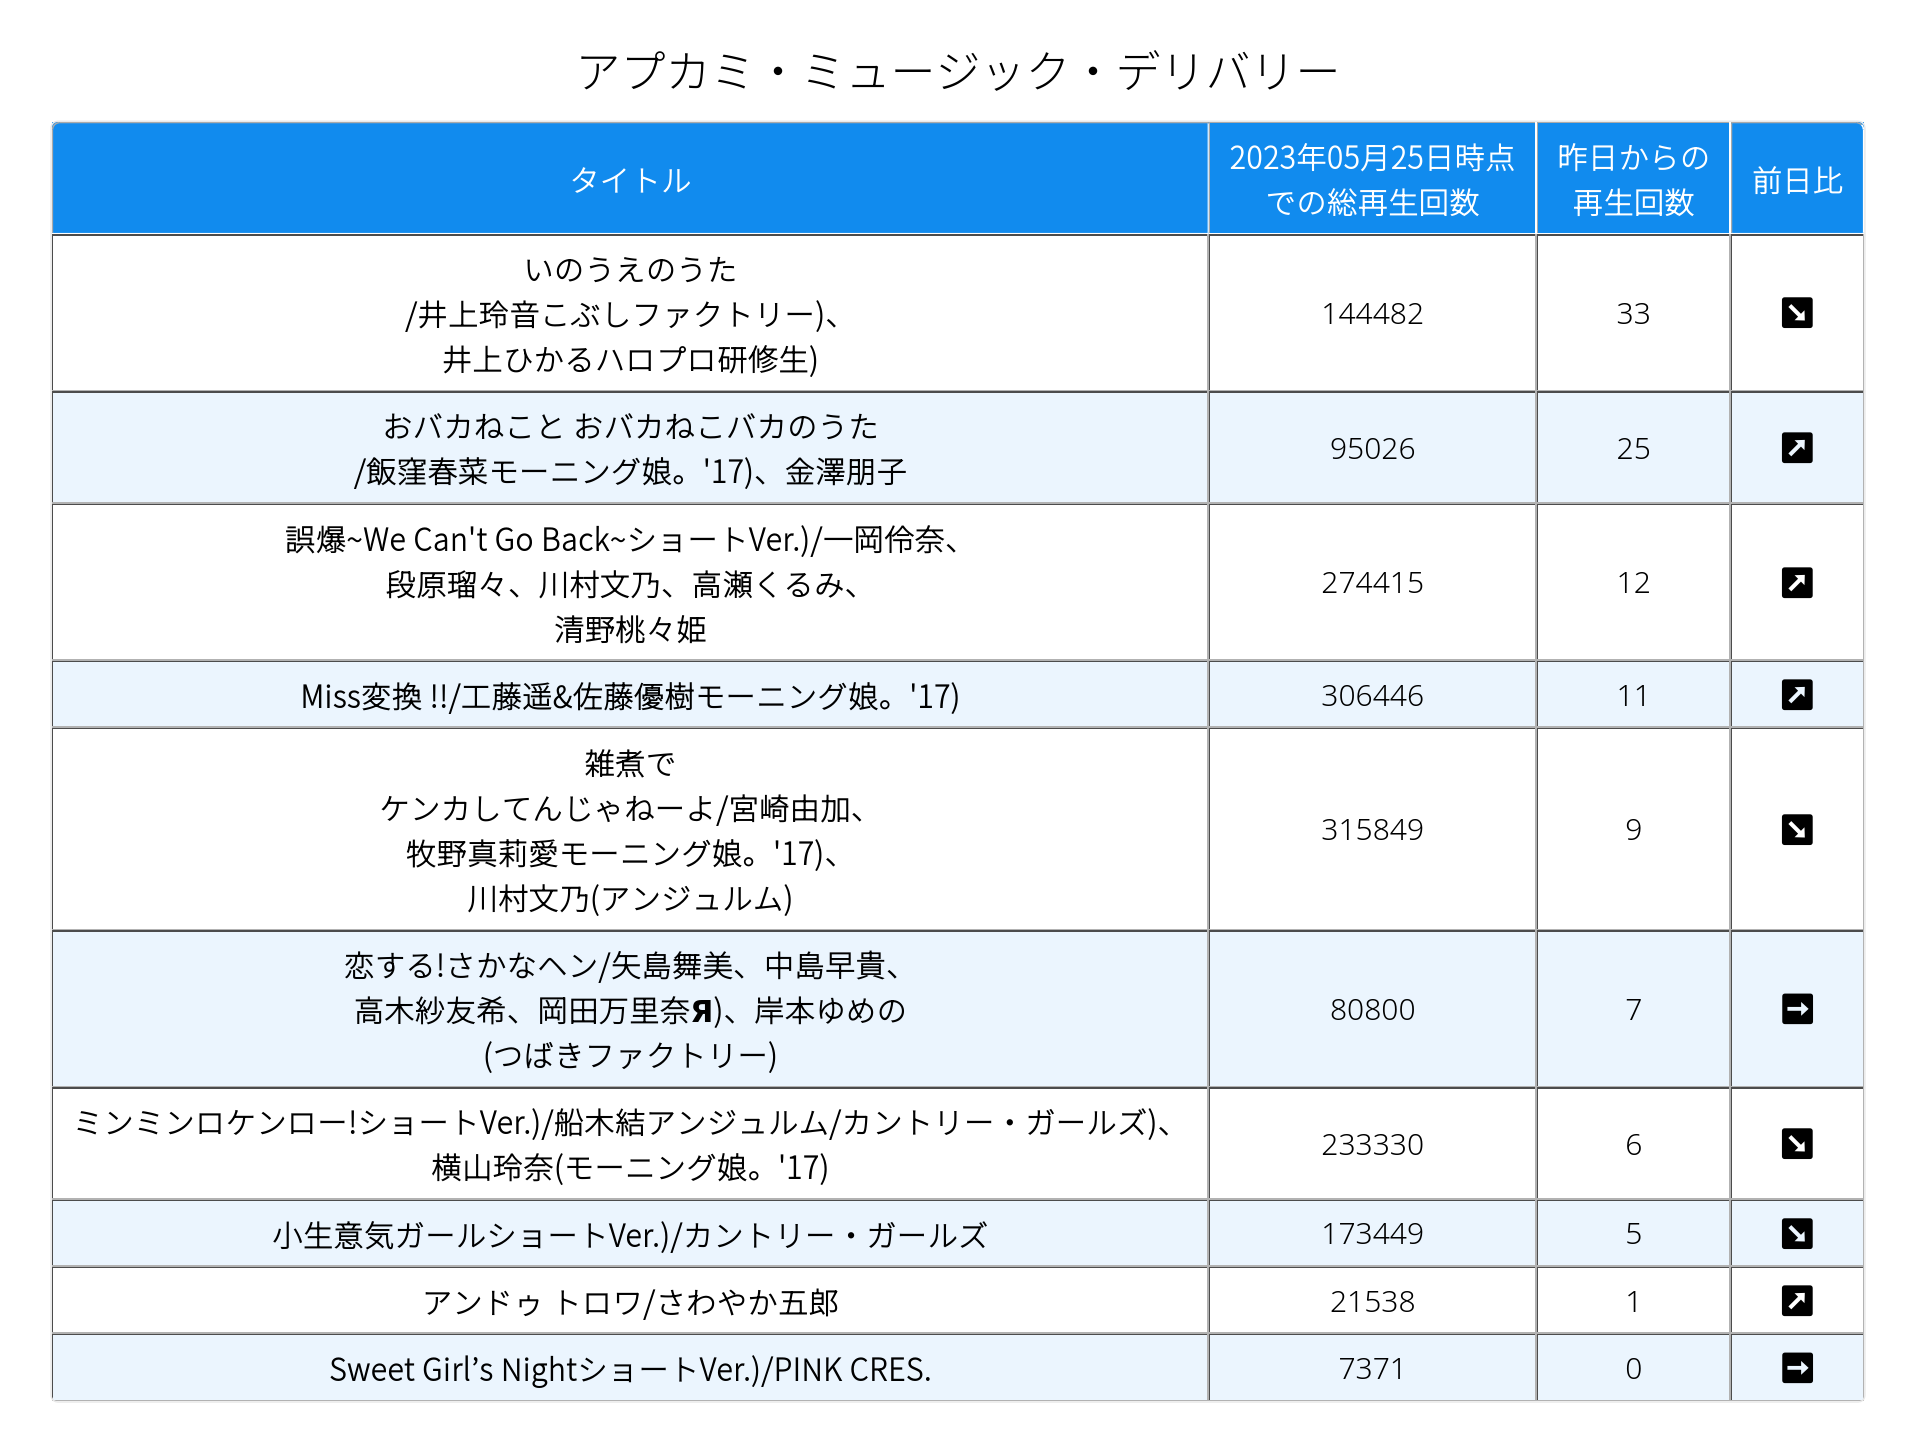 アプカミ・ミュージック・デリバリー
タイトル
2023年05月25日時点
での総再生回数
昨日からの
再生回数
前日比
いのうえのうた
/井上玲音こぶしファクトリー)、
井上ひかるハロプロ研修生)
144482
33
おバカねこと おバカねこバカのうた
/飯窪春菜モーニング娘。'17)、金澤朋子
95026
25
誤爆~We Can't Go Back~ショートVer.)/一岡伶奈、
段原瑠々、川村文乃、高瀬くるみ、
清野桃々姫
274415
12
Miss変換 !!/工藤遥&佐藤優樹モーニング娘。'17)
306446
11
雑煮で
ケンカしてんじゃねーよ/宮崎由加、
牧野真莉愛モーニング娘。'17)、
川村文乃(アンジュルム)
315849
9
恋する!さかなヘン/矢島舞美、中島早貴、
高木紗友希、岡田万里奈Я)、岸本ゆめの
(つばきファクトリー)
80800
7
ミンミンロケンロー!ショートVer.)/船木結アンジュルム/カントリー・ガールズ)、
横山玲奈(モーニング娘。'17)
233330
6
小生意気ガールショートVer.)/カントリー・ガールズ
173449
5
アンドゥ トロワ/さわやか五郎
21538
1
Sweet Girl’s NightショートVer.)/PINK CRES.
7371
0